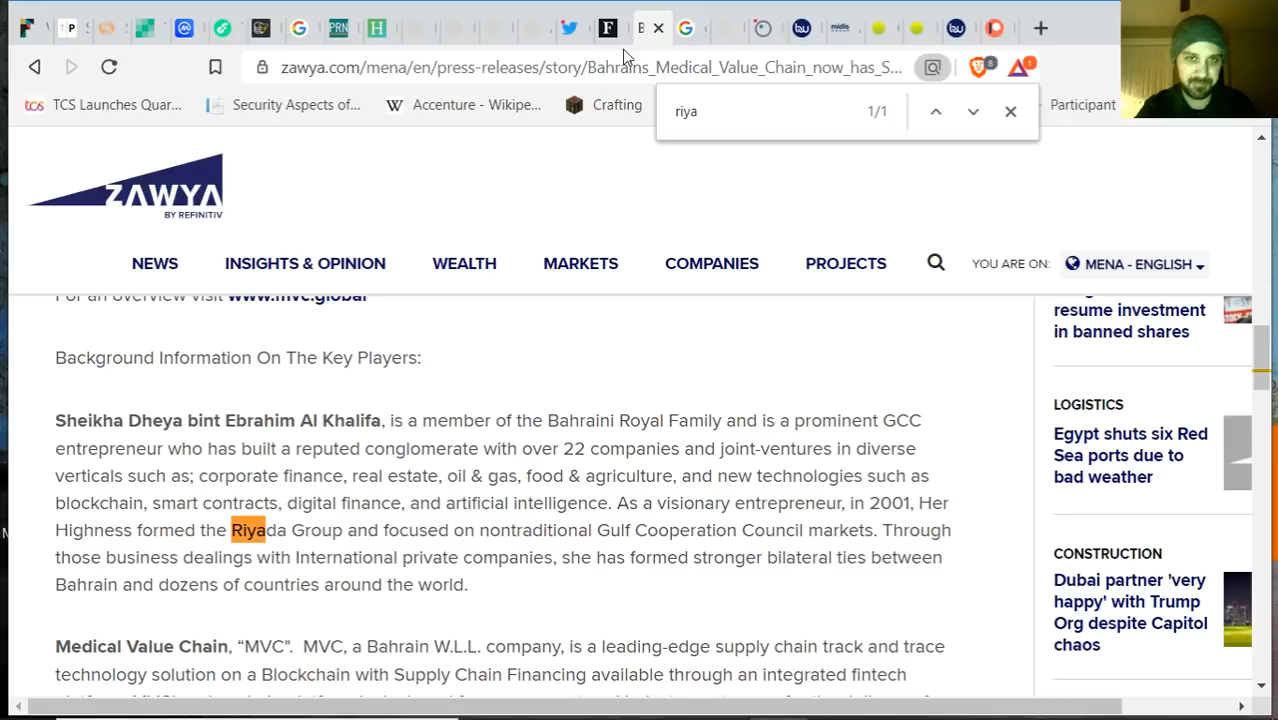 zawya.com/mena/en/press-releases/story/Bahrains_Medical_Value_Chain_now_has_S...
8
1
tcs TCS Launches Quar...
Security Aspects of...
W Accenture - Wikipe...
Crafting
Participant
riya
1/1
ZAWYA
BY REFINITIV
NEWS
INSIGHTS & OPINION
WEALTH
MARKETS
COMPANIES
PROJECTS
YOU ARE ON:
MENA - ENGLISH
For an overview visit www.mvc.global
Background Information On The Key Players:
Sheikha Dheya bint Ebrahim Al Khalifa, is a member of the Bahraini Royal Family and is a prominent GCC
entrepreneur who has built a reputed conglomerate with over 22 companies and joint-ventures in diverse
verticals such as; corporate finance, real estate, oil & gas, food & agriculture, and new technologies such as
blockchain, smart contracts, digital finance, and artificial intelligence. As a visionary entrepreneur, in 2001, Her
Highness formed the Riyada Group and focused on nontraditional Gulf Cooperation Council markets. Through
those business dealings with International private companies, she has formed stronger bilateral ties between
Bahrain and dozens of countries around the world.
Medical Value Chain, “MVC”. MVC, a Bahrain W.L.L. company, is a leading-edge supply chain track and trace
technology solution on a Blockchain with Supply Chain Financing available through an integrated fintech
resume investment
in banned shares
LOGISTICS
Egypt shuts six Red
Sea ports due to
bad weather
CONSTRUCTION
Dubai partner 'very
happy' with Trump
Org despite Capitol
chaos